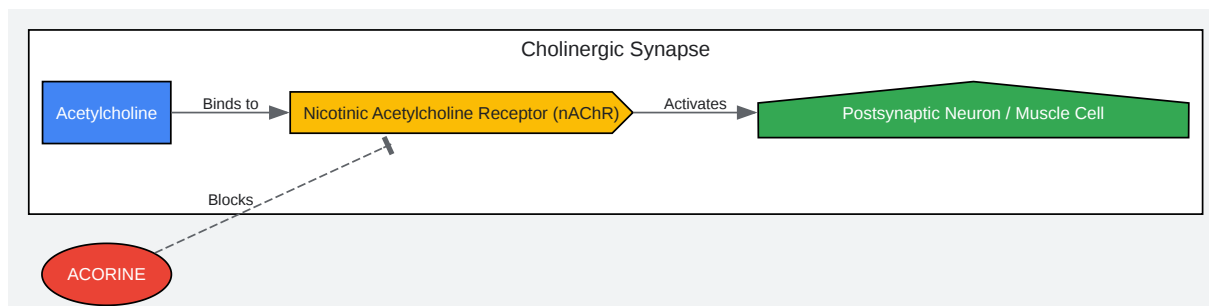 Cholinergic Synapse
Acetylcholine
Binds to
Nicotinic Acetylcholine Receptor (nAChR)
Activates
Postsynaptic Neuron / Muscle Cell
Blocks
ACORINE